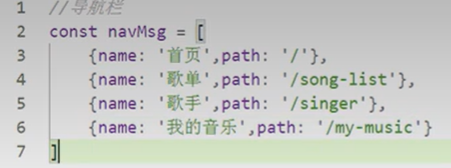 1 //导航栏
2 const navMsg = [
3 {name: '首页',path: '/'},
4 {name: '歌单',path: '/song-list'},
5 {name: '歌手',path: '/singer'},
6 {name: '我的音乐',path: '/my-music'}
7 ]